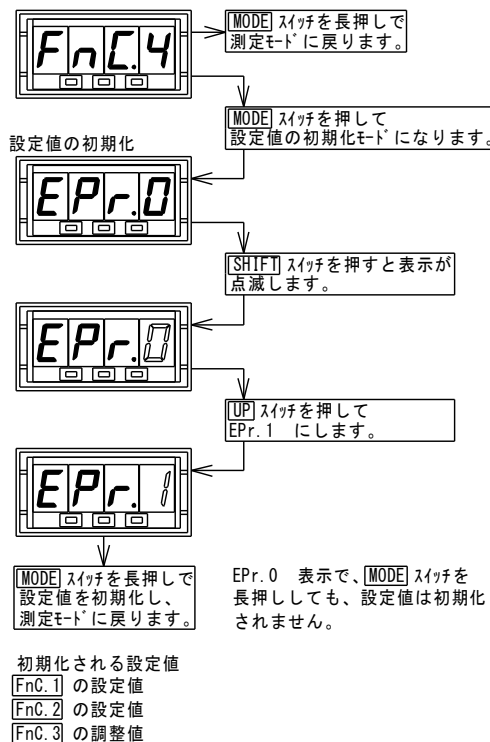 FnC.4
MODE スイッチを長押しで
測定モードに戻ります。
MODE スイッチを押して
設定値の初期化モードになります。
設定値の初期化
EPr.0
SHIFT スイッチを押すと表示が
点滅します。
EPr.0
UP スイッチを押して
EPr.1 にします。
EPr.1
MODE スイッチを長押しで
設定値を初期化し、
測定モードに戻ります。
EPr.0 表示で、MODE スイッチを
長押ししても、設定値は初期化
されません。
初期化される設定値
FnC.1 の設定値
FnC.2 の設定値
FnC.3 の調整値